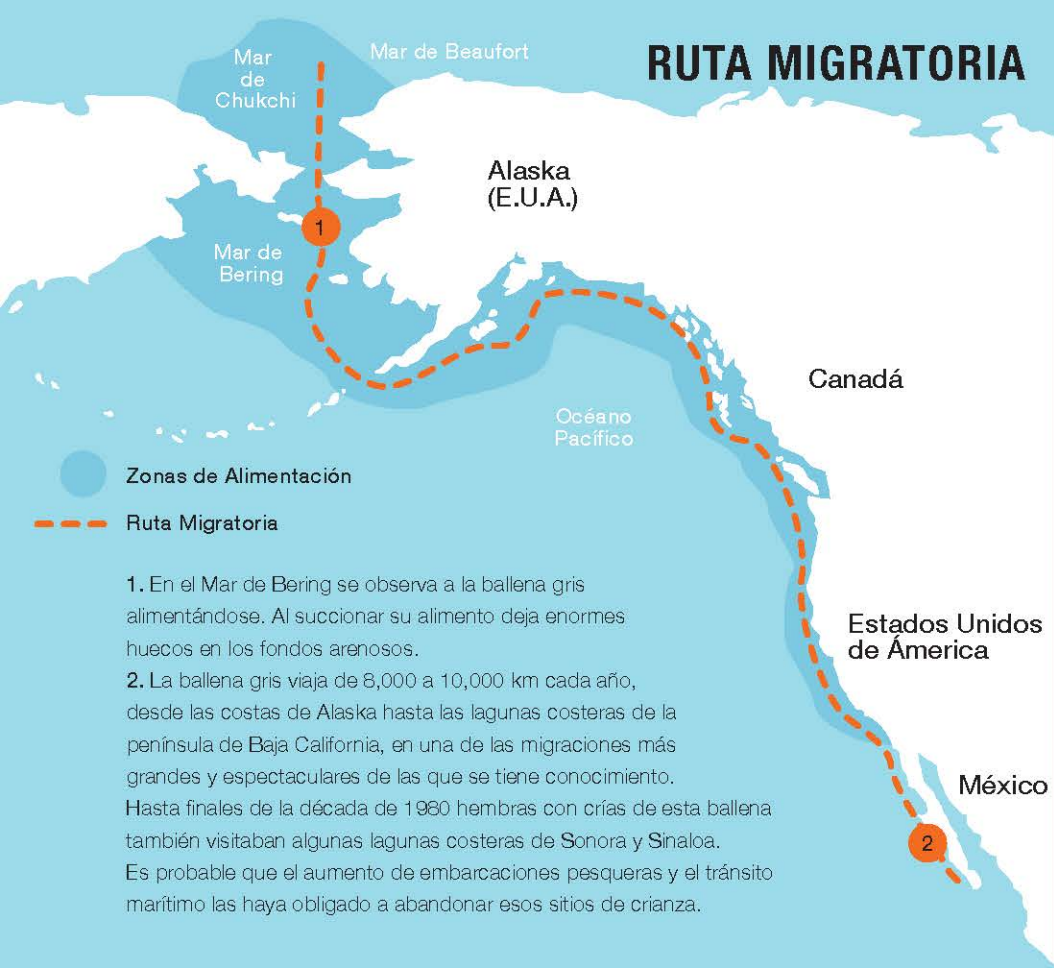 RUTA MIGRATORIA
Mar
de
Chukchi
Mar de Beaufort
Alaska
(E.U.A.)
1
Mar de
Bering
Canadá
Océano
Pacífico
Zonas de Alimentación
Ruta Migratoria
1. En el Mar de Bering se observa a la ballena gris
alimentándose. Al succionar su alimento deja enormes
huecos en los fondos arenosos.
2. La ballena gris viaja de 8,000 a 10,000 km cada año,
desde las costas de Alaska hasta las lagunas costeras de la
península de Baja California, en una de las migraciones más
grandes y espectaculares de las que se tiene conocimiento.
Hasta finales de la década de 1980 hembras con crías de esta ballena
también visitaban algunas lagunas costeras de Sonora y Sinaloa.
Es probable que el aumento de embarcaciones pesqueras y el tránsito
marítimo las haya obligado a abandonar esos sitios de crianza.
Estados Unidos
de Ámerica
México
2